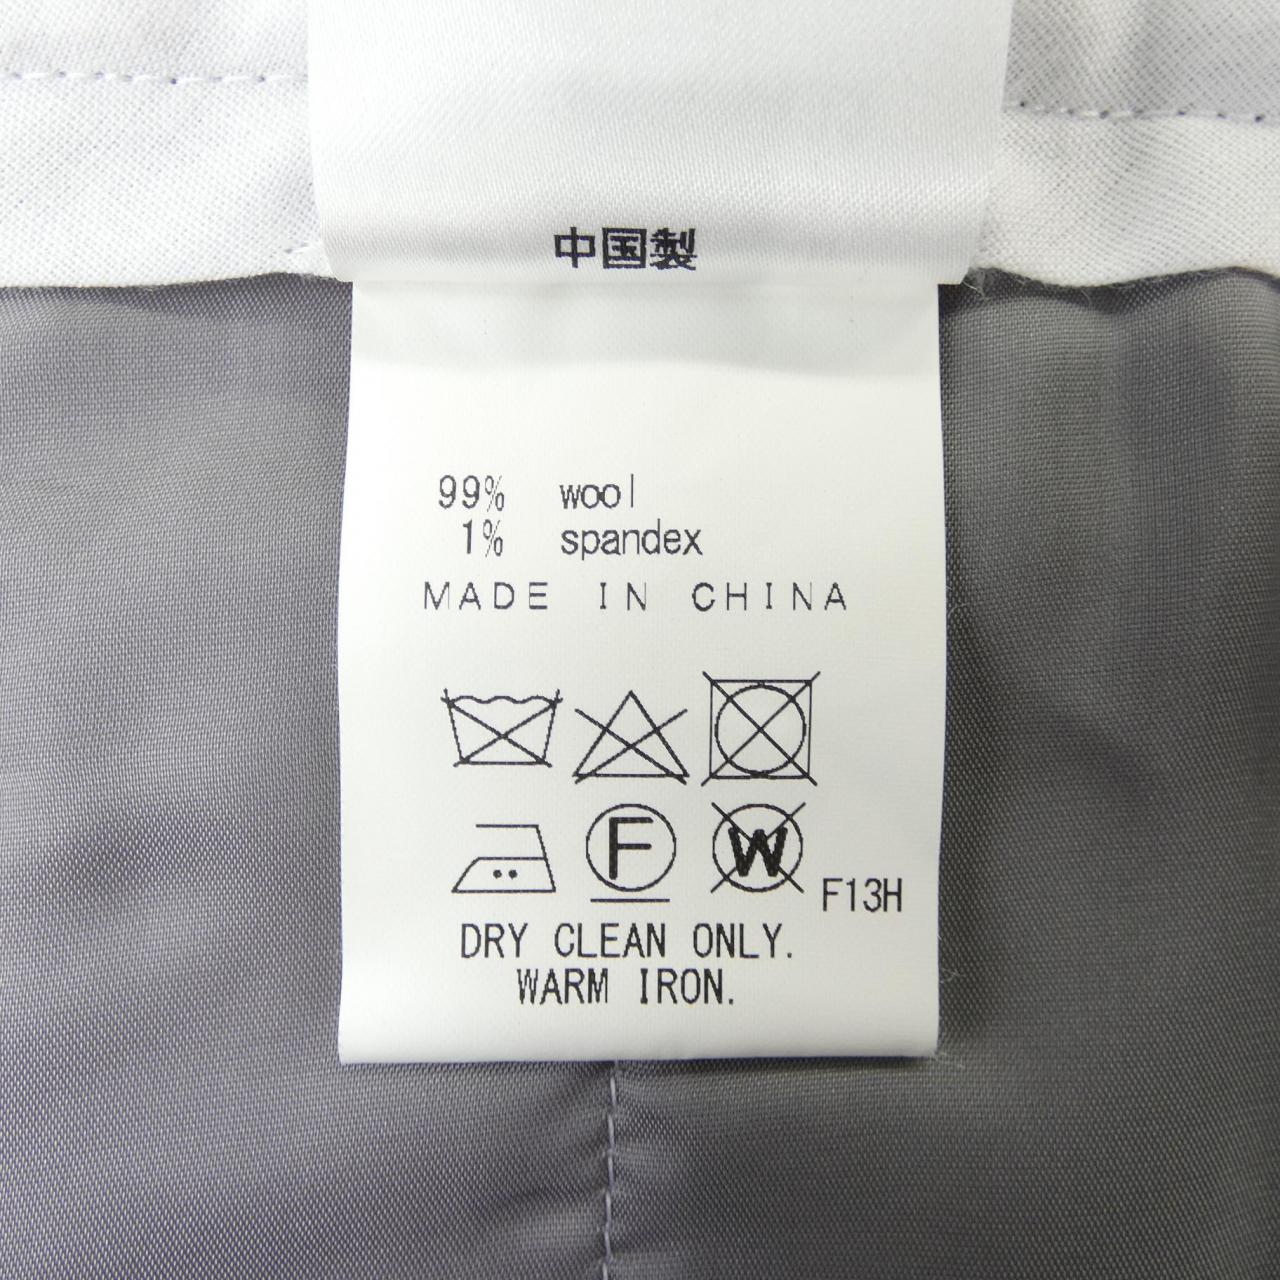 中国製
99% wool
1% spandex
MADE IN CHINA
F W
F13H
DRY CLEAN ONLY.
WARM IRON.